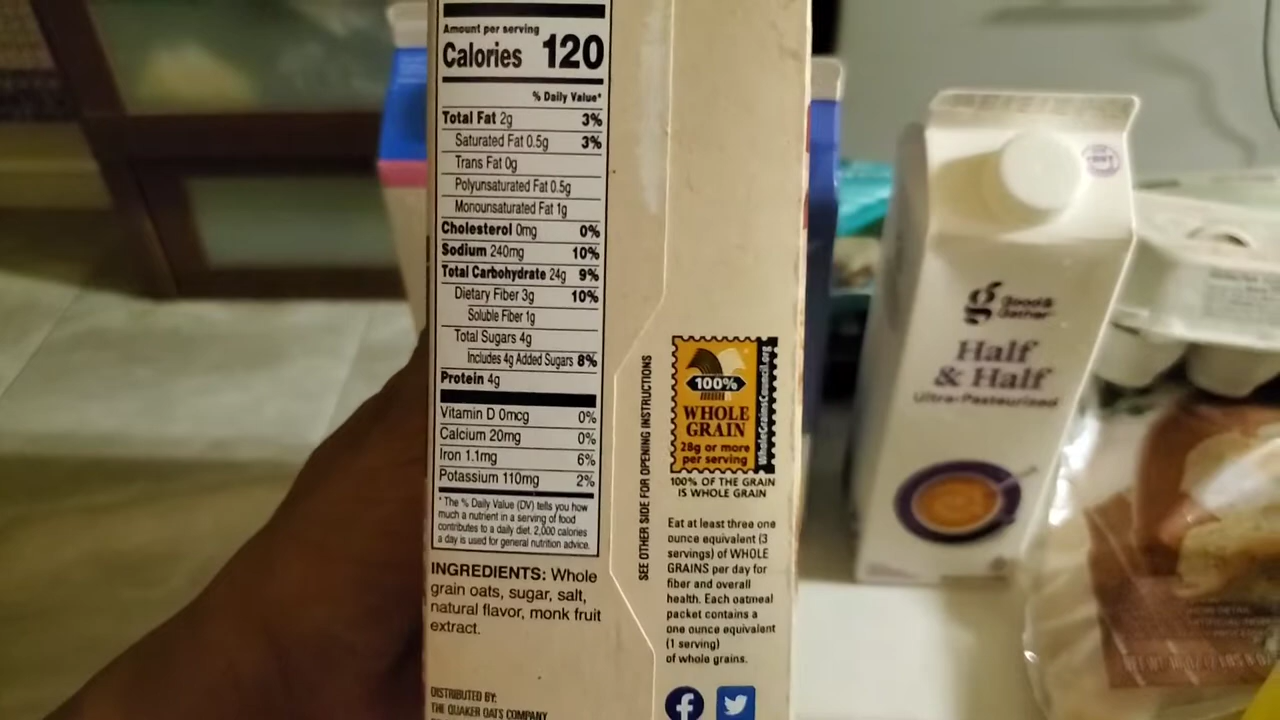 Amount per serving
Calories 120
% Daily Value*
Total Fat 2g 3%
Saturated Fat 0.5g 3%
Trans Fat 0g
Polyunsaturated Fat 0.5g
Monounsaturated Fat 1g
Cholesterol 0mg 0%
Sodium 240mg 10%
Total Carbohydrate 24g 9%
Dietary Fiber 3g 10%
Soluble Fiber 1g
Total Sugars 4g
Includes 4g Added Sugars 8%
Protein 4g
Vitamin D 0mcg 0%
Calcium 20mg 0%
Iron 1.1mg 6%
Potassium 110mg 2%
* The % Daily Value (DV) tells you how
much a nutrient in a serving of food
contributes to a daily diet. 2,000 calories
a day is used for general nutrition advice.
INGREDIENTS: Whole
grain oats, sugar, salt,
natural flavor, monk fruit
extract.
DISTRIBUTED BY:
THE QUAKER OATS COMPANY
SEE OTHER SIDE FOR OPENING INSTRUCTIONS
100%
WHOLE
GRAIN
28g or more
per serving
WholeGrainsCouncil.org
100% OF THE GRAIN
IS WHOLE GRAIN
Eat at least three one
ounce equivalent (3
servings) of WHOLE
GRAINS per day for
fiber and overall
health. Each oatmeal
packet contains a
one ounce equivalent
(1 serving)
of whole grains.
g Good &
Gather
Half
& Half
Ultra-Pasteurized